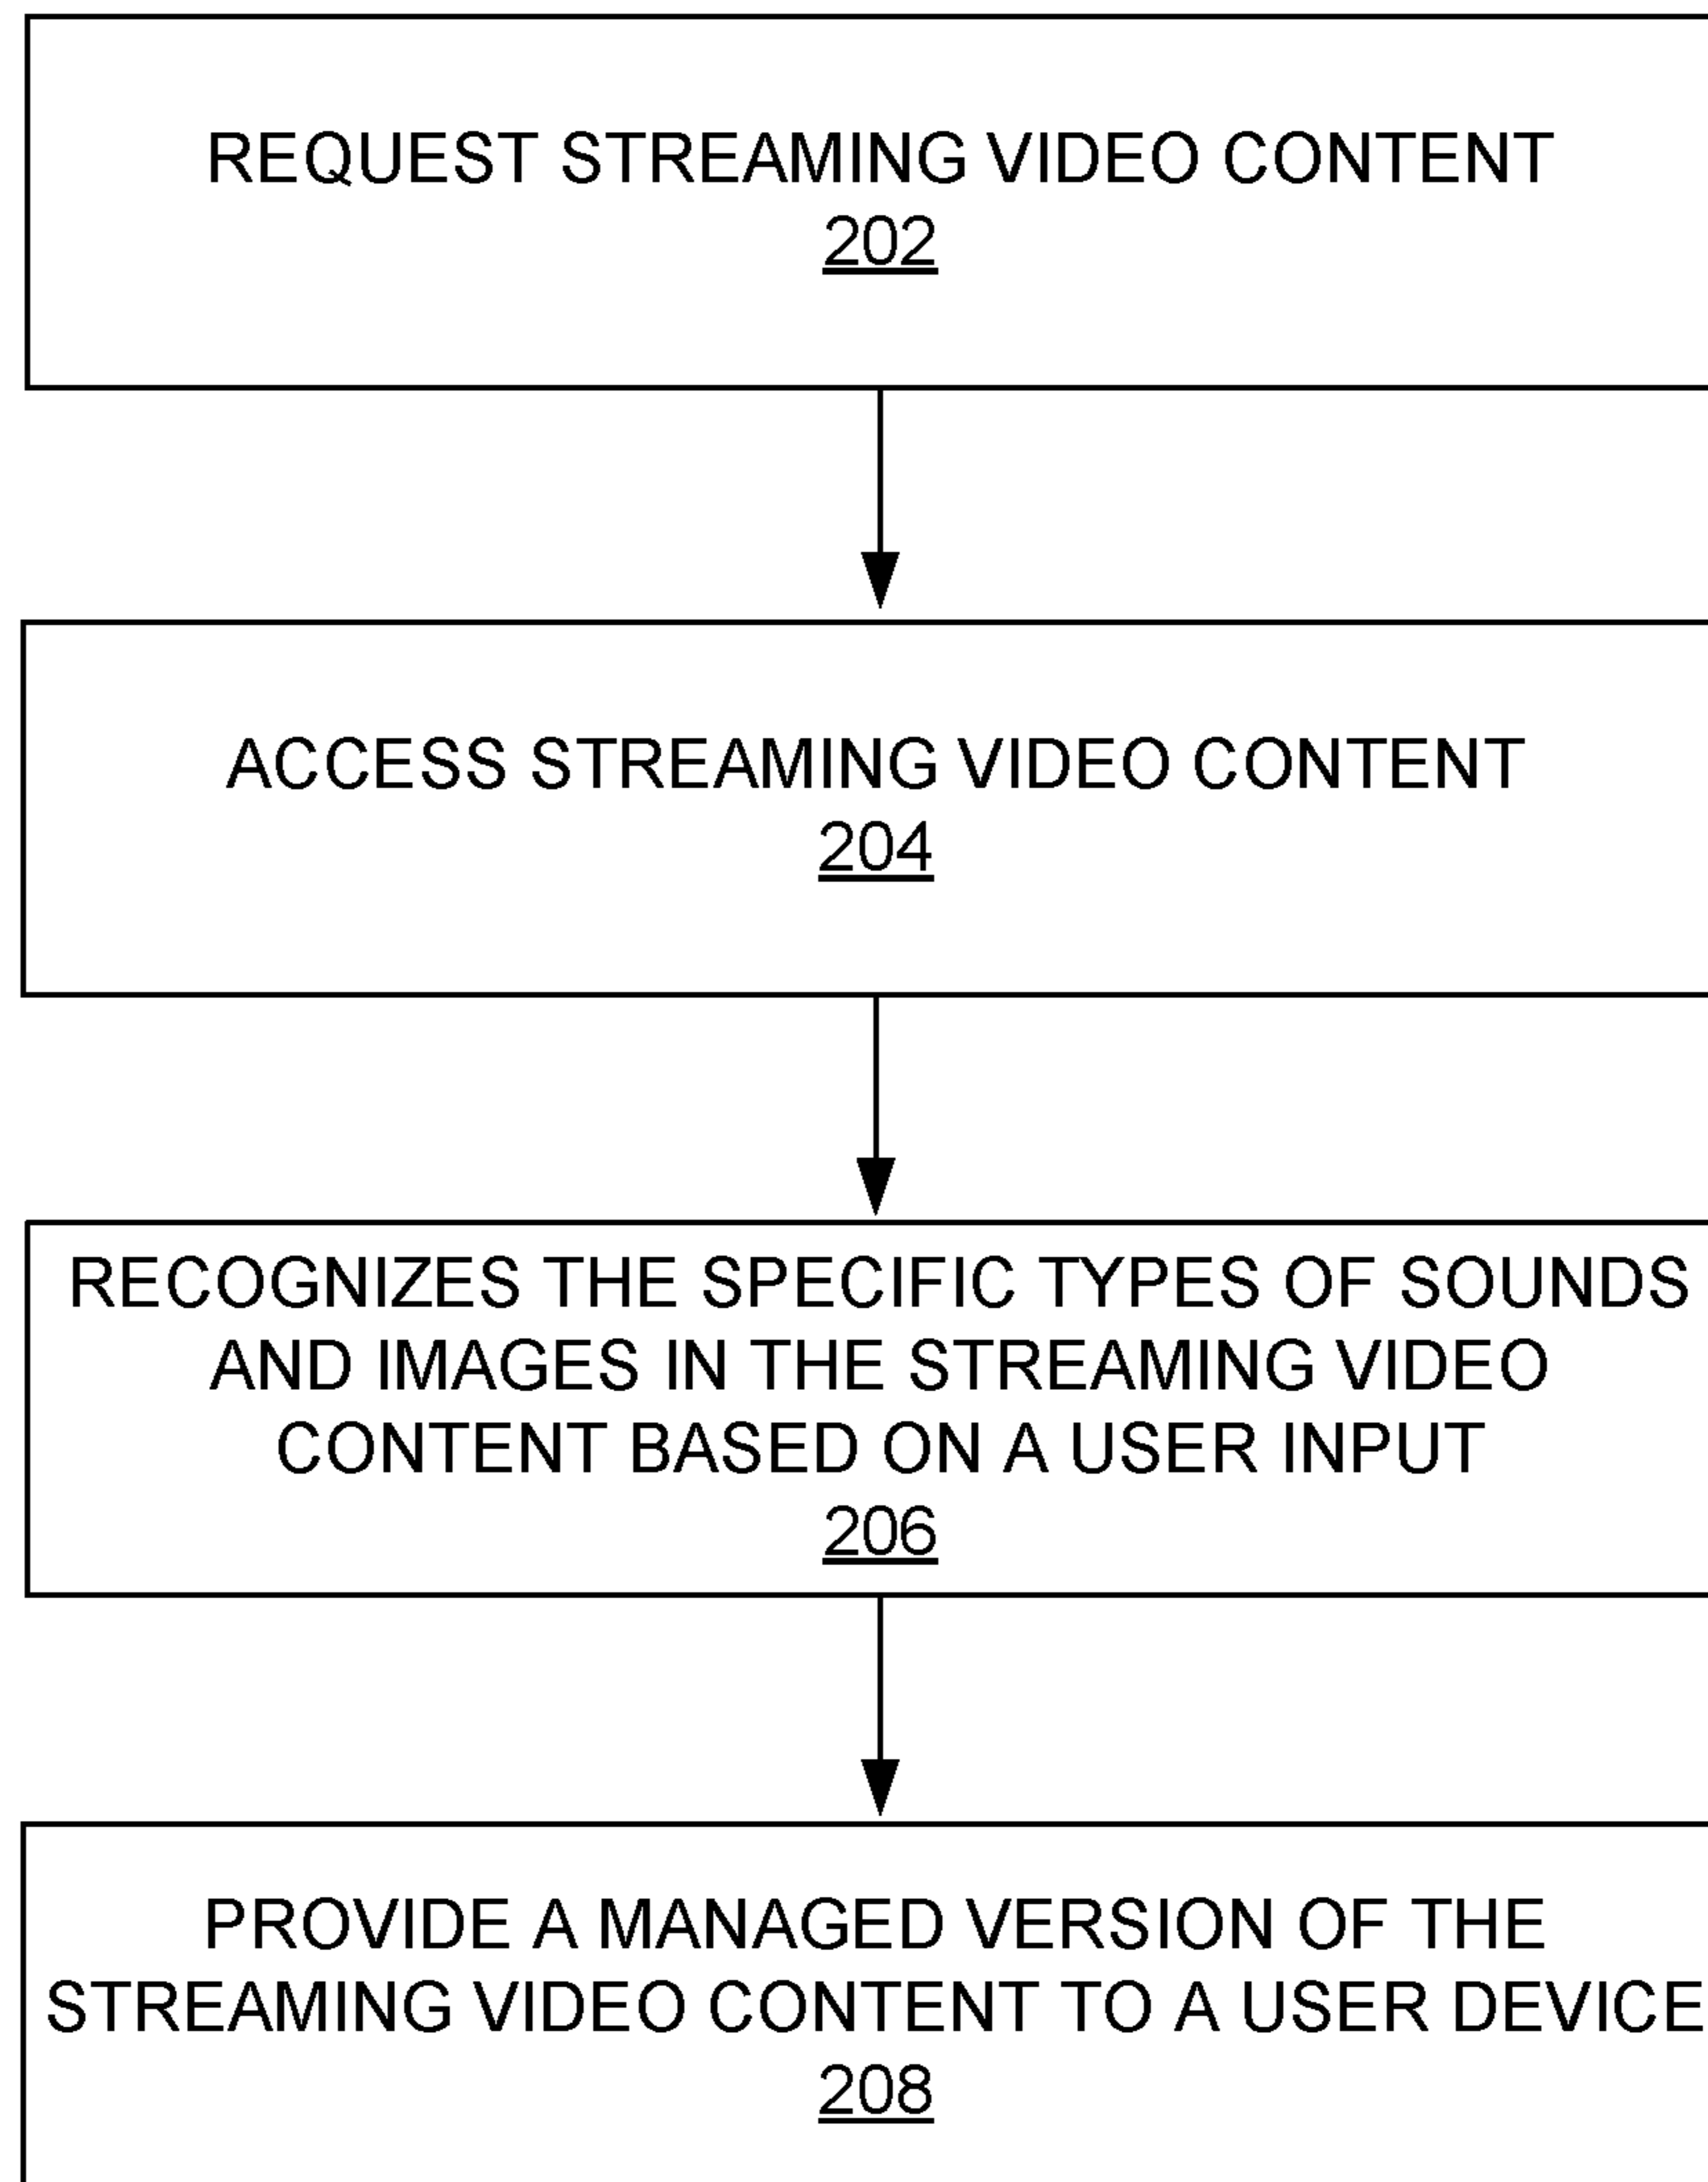 REQUEST STREAMING VIDEO CONTENT
202
ACCESS STREAMING VIDEO CONTENT
204
RECOGNIZES THE SPECIFIC TYPES OF SOUNDS
AND IMAGES IN THE STREAMING VIDEO
CONTENT BASED ON A USER INPUT
206
PROVIDE A MANAGED VERSION OF THE
STREAMING VIDEO CONTENT TO A USER DEVICE
208